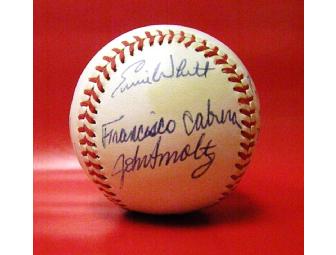 Ernie Whitt
Francisco Cabrera
John Smoltz